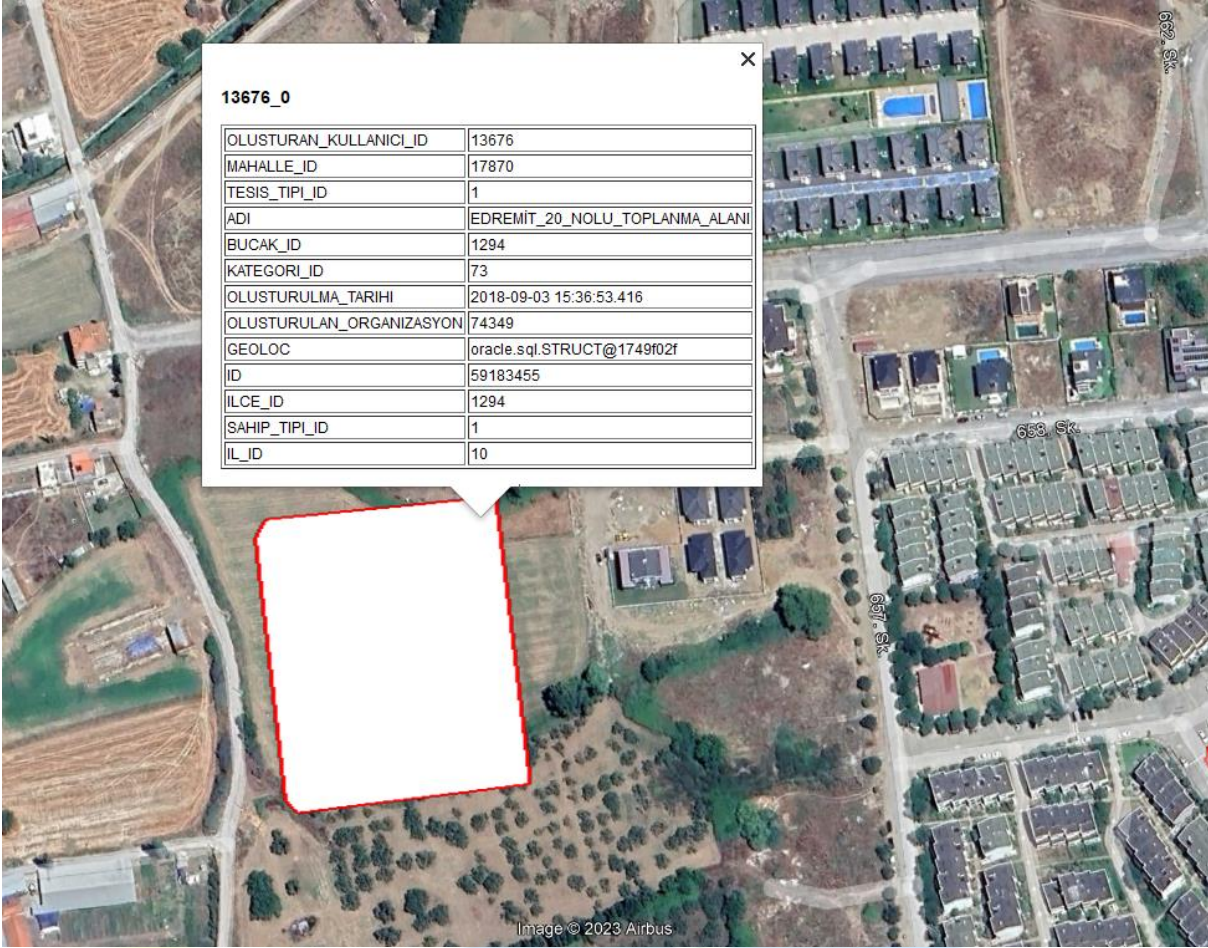 662. Sk.
13676_0
OLUSTURAN_KULLANICI_ID 13676
MAHALLE_ID 17870
TESIS_TIPI_ID 1
ADI EDREMİT_20_NOLU_TOPLANMA_ALANI
BUCAK_ID 1294
KATEGORI_ID 73
OLUSTURULMA_TARIHI 2018-09-03 15:36:53.416
OLUSTURULAN_ORGANIZASYON 74349
GEOLOC oracle.sql.STRUCT@1749f02f
ID 59183455
ILCE_ID 1294
SAHIP_TIPI_ID 1
IL_ID 10
658. Sk.
657. Sk.
Image © 2023 Airbus